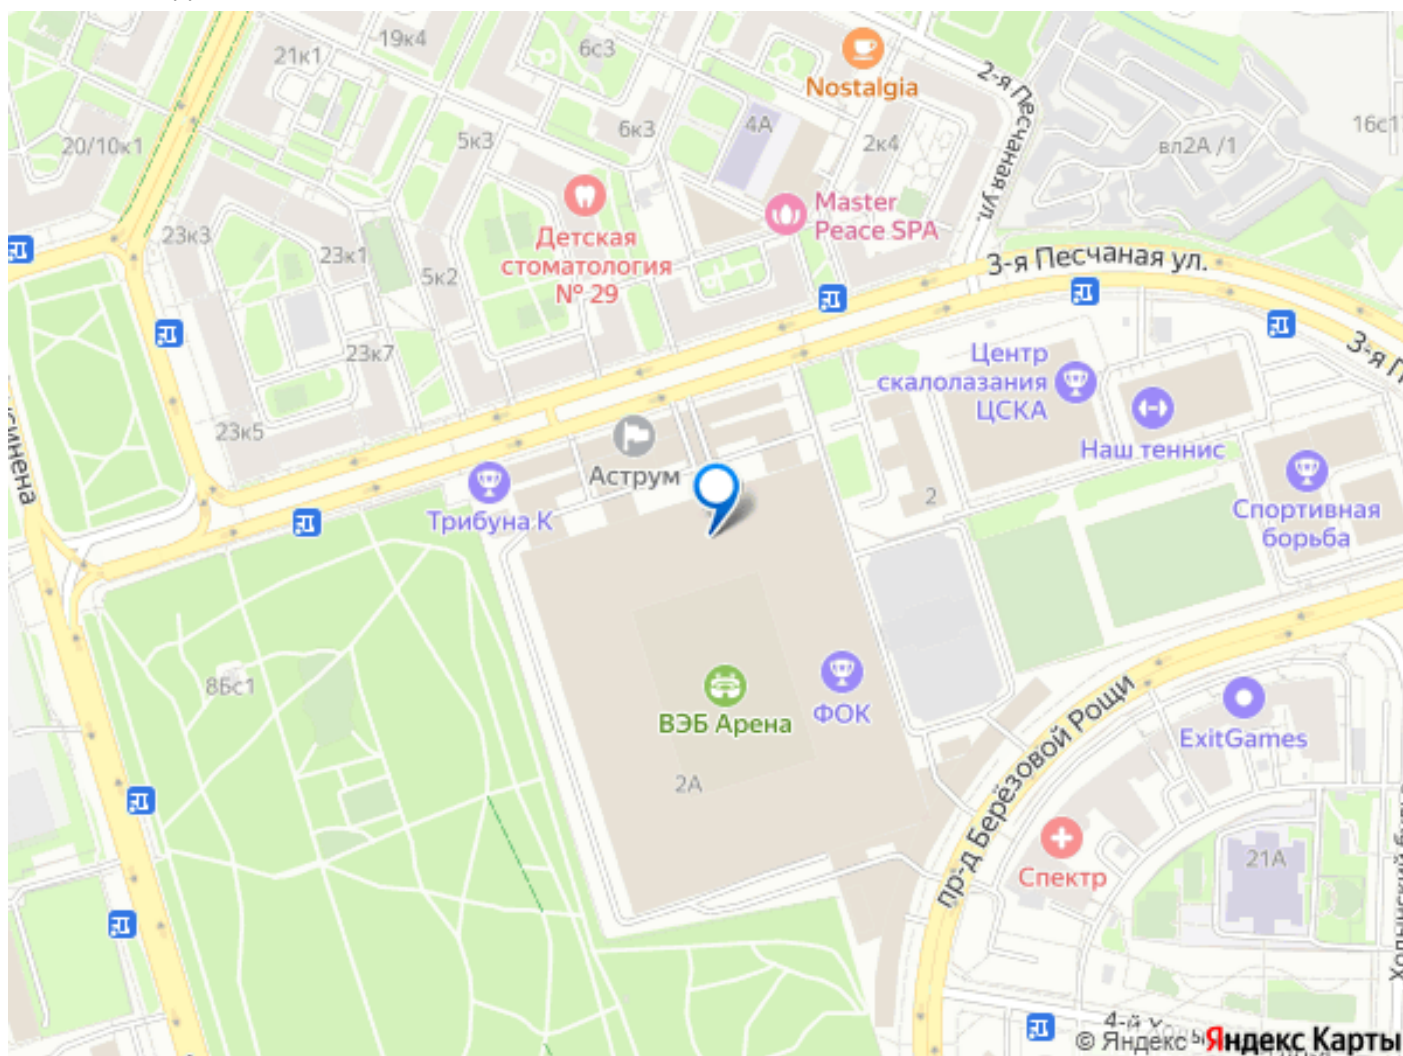 19к4
21к1
6с3
Nostalgia
2-я Песчаная ул.
20/10к1
5к3
6к3
4А
2к4
вл2А /1
Master
Peace SPA
Детская
стоматология
№ 29
23к3
23к1
5к2
3-я Песчаная ул.
23к7
Центр
скалолазания
ЦСКА
23к5
Аструм
Наш теннис
Трибуна К
2
Спортивная
борьба
8Бс1
ВЭБ Арена
ФОК
2А
ExitGames
пр-д Берёзовой Рощи
Спектр
21А
© Яндекс
Яндекс Карты